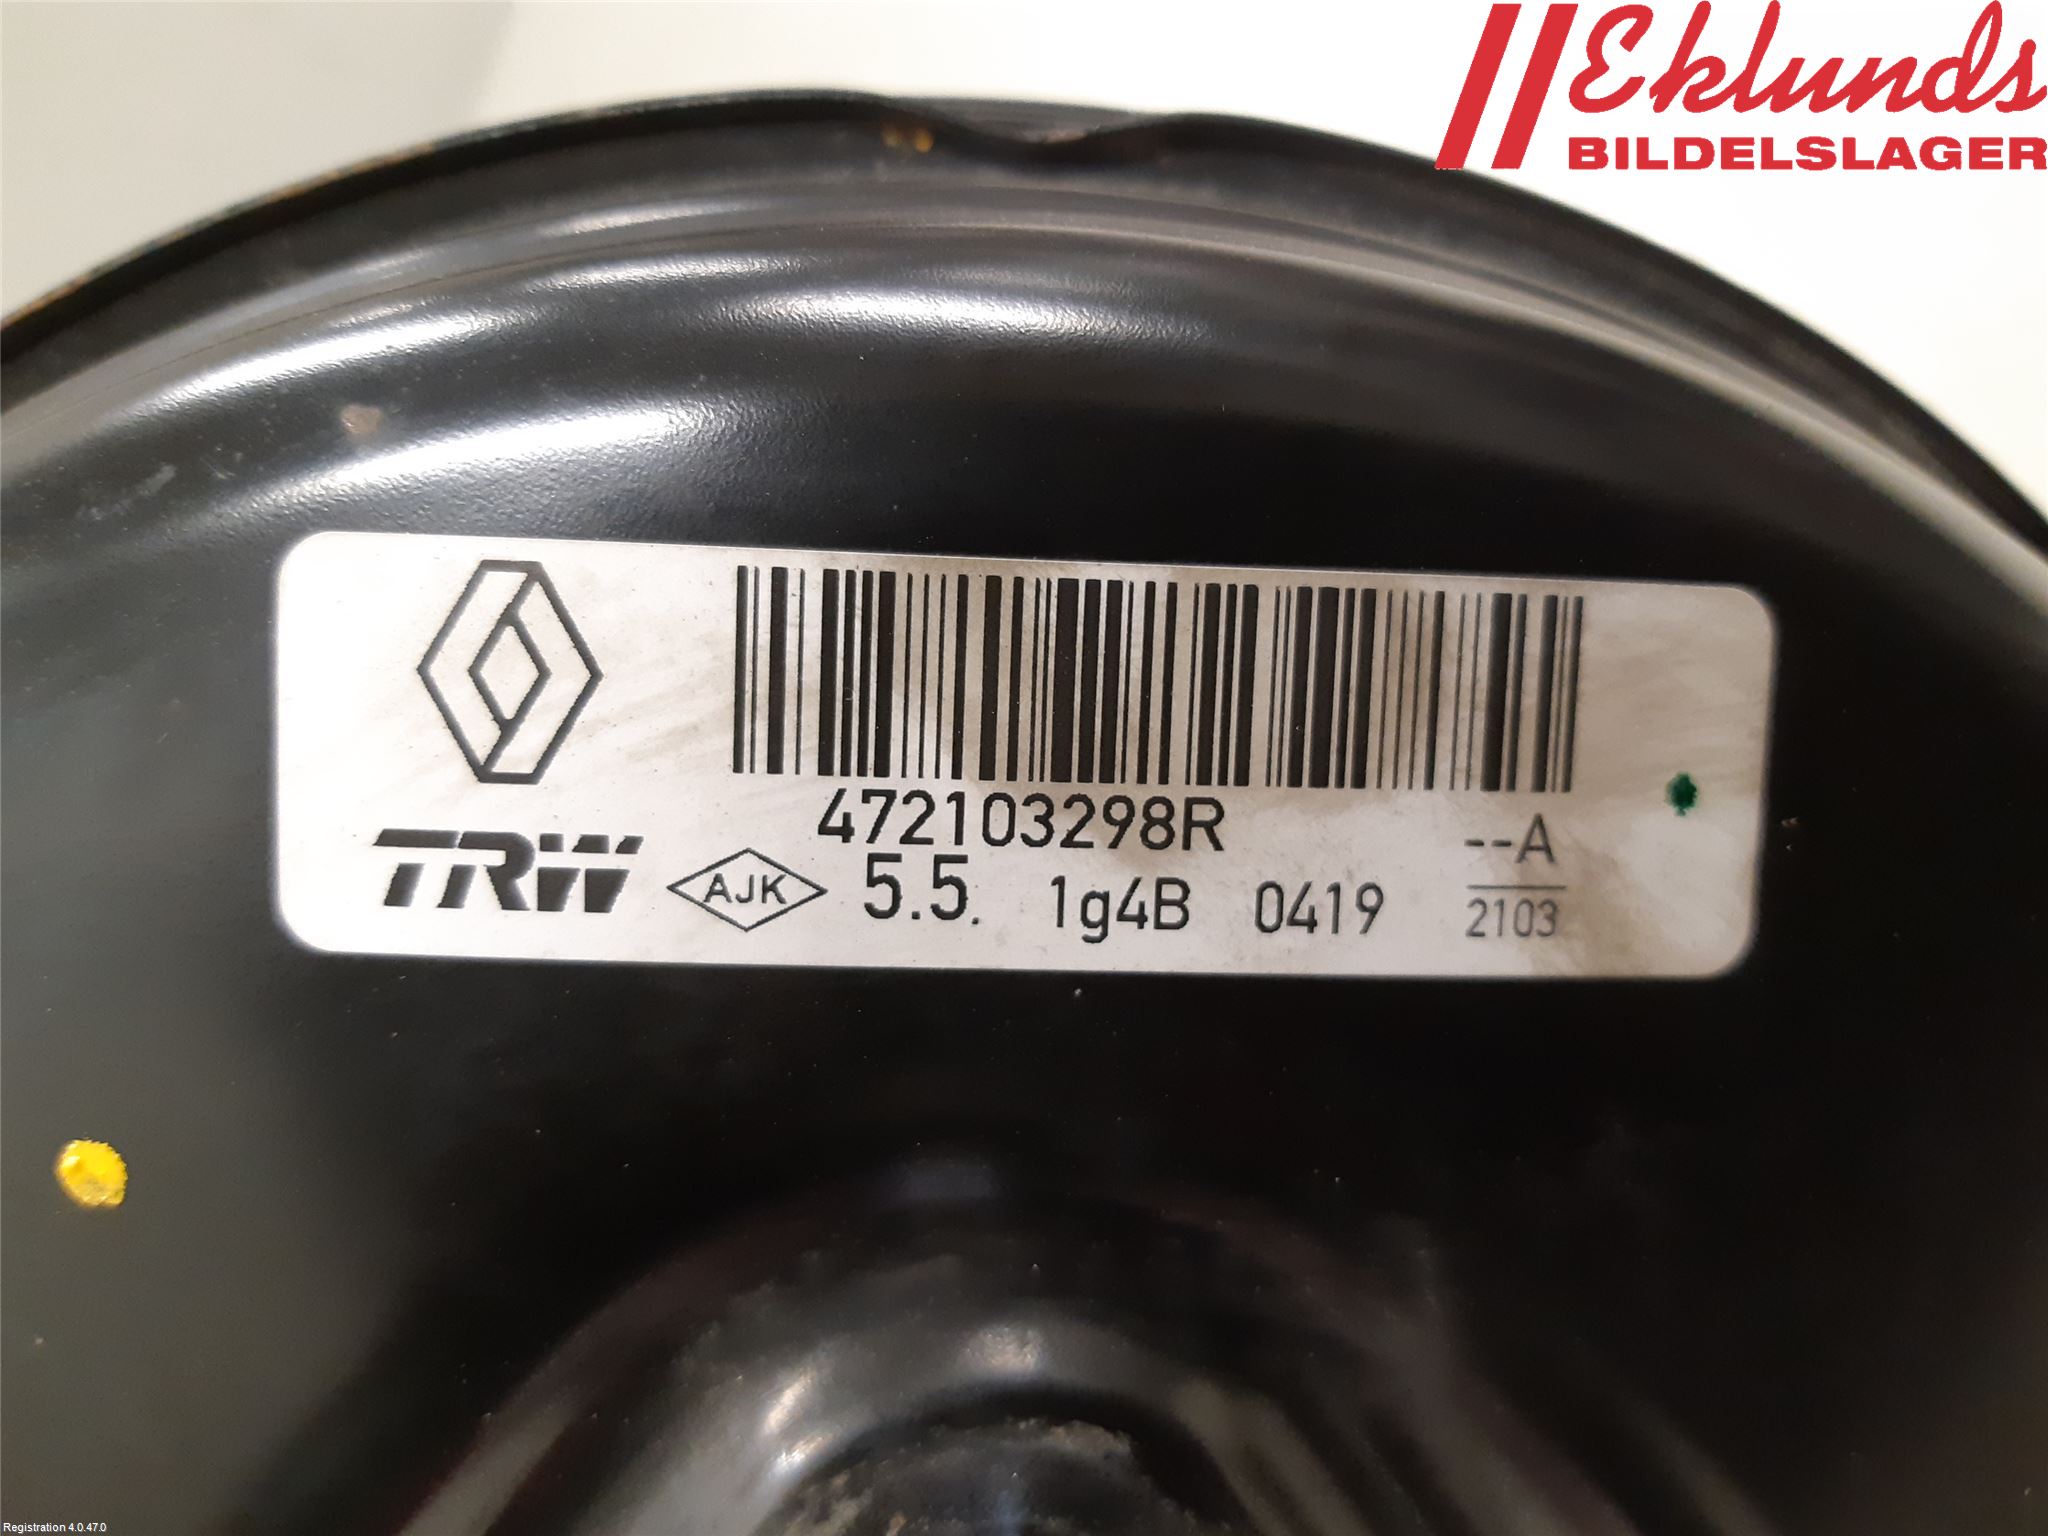 Eklunds
BILDELSLAGER
472103298R --A
TRW AJK 5.5. 1g4B 0419 2103
Registration 4.0.47.0